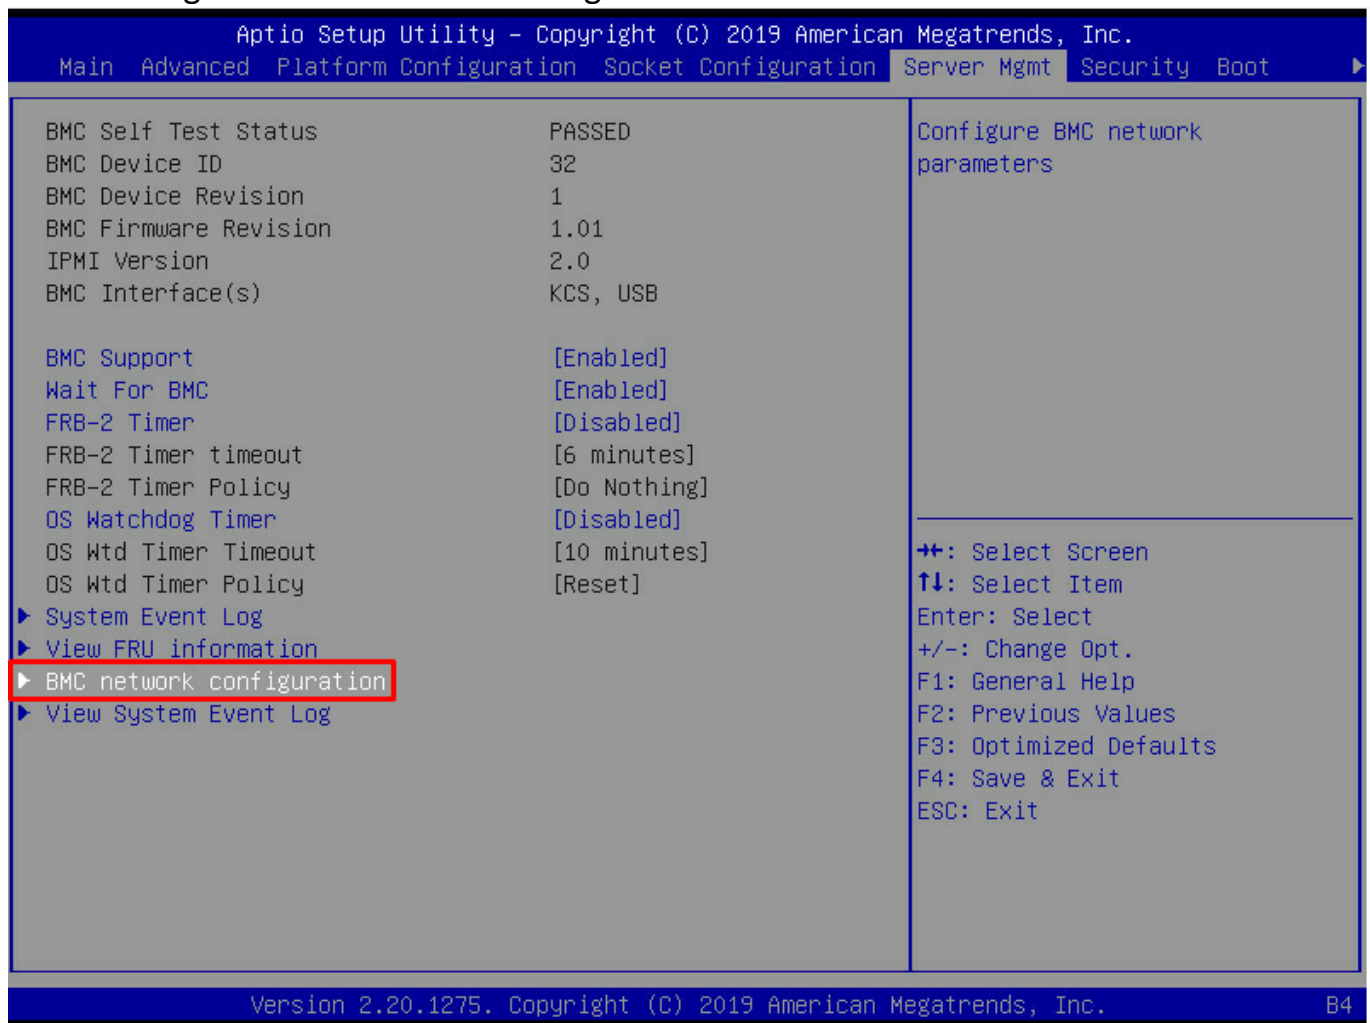 Aptio Setup Utility – Copyright (C) 2019 American Megatrends, Inc.
Main Advanced Platform Configuration Socket Configuration Server Mgmt Security Boot ▶
BMC Self Test Status PASSED
BMC Device ID 32
BMC Device Revision 1
BMC Firmware Revision 1.01
IPMI Version 2.0
BMC Interface(s) KCS, USB
BMC Support [Enabled]
Wait For BMC [Enabled]
FRB-2 Timer [Disabled]
FRB-2 Timer timeout [6 minutes]
FRB-2 Timer Policy [Do Nothing]
OS Watchdog Timer [Disabled]
OS Wtd Timer Timeout [10 minutes]
OS Wtd Timer Policy [Reset]
▶ System Event Log
▶ View FRU information
▶ BMC network configuration
▶ View System Event Log
Configure BMC network
parameters
→←: Select Screen
↑↓: Select Item
Enter: Select
+/-: Change Opt.
F1: General Help
F2: Previous Values
F3: Optimized Defaults
F4: Save & Exit
ESC: Exit
Version 2.20.1275. Copyright (C) 2019 American Megatrends, Inc.
B4